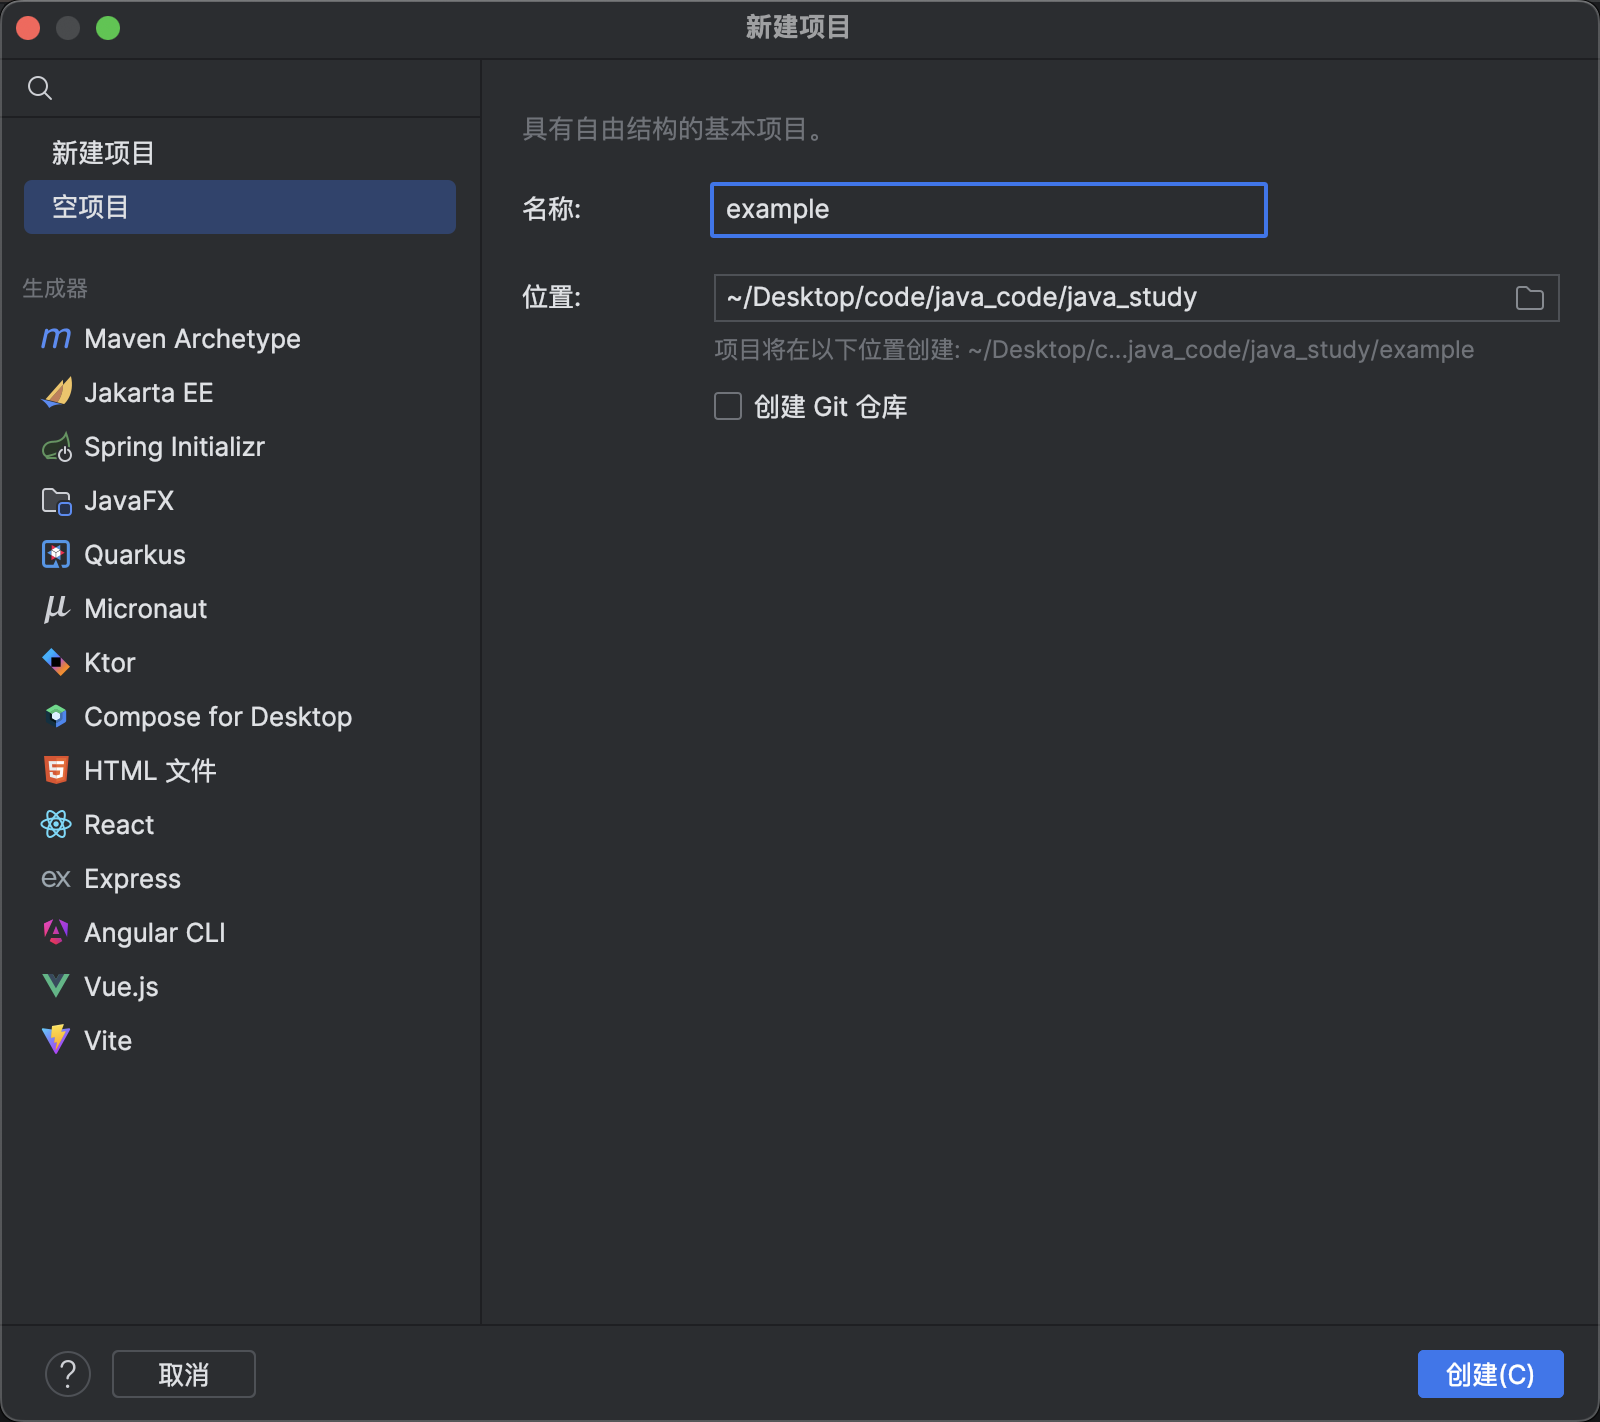 新建项目
新建项目
空项目
生成器
Maven Archetype
Jakarta EE
Spring Initializr
JavaFX
Quarkus
Micronaut
Ktor
Compose for Desktop
HTML 文件
React
Express
Angular CLI
Vue.js
Vite
具有自由结构的基本项目。
名称: example
位置: ~/Desktop/code/java_code/java_study
项目将在以下位置创建: ~/Desktop/c...java_code/java_study/example
创建 Git 仓库
? 取消 创建(C)